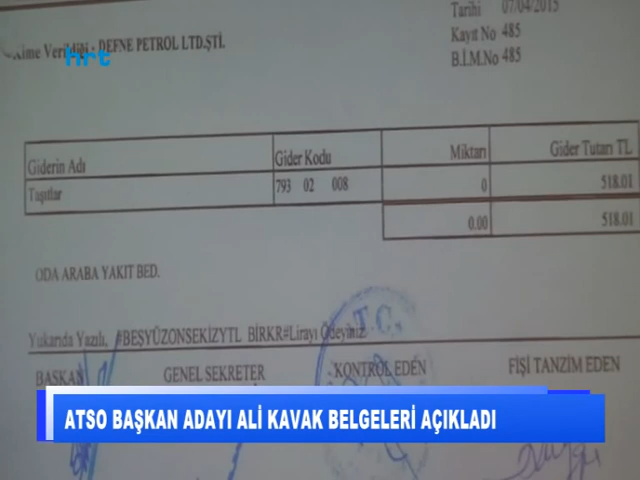 Tarihi 07/04/2015
Kime Verildiği : DEFNE PETROL LTD.ŞTİ.
Kayıt No 485
B.İ.M.No 485
hrt
Giderin Adı Gider Kodu Miktarı Gider Tutarı TL
Taşıtlar 793 02 008 0 518.01
0.00 518.01
ODA ARABA YAKIT BED.
T.C.
Yukarıda Yazılı, #BEŞYÜZONSEKİZYTL BİRKR#Lirayı Ödeyiniz
BAŞKAN GENEL SEKRETER KONTROL EDEN FİŞİ TANZİM EDEN
ATSO BAŞKAN ADAYI ALİ KAVAK BELGELERİ AÇIKLADI